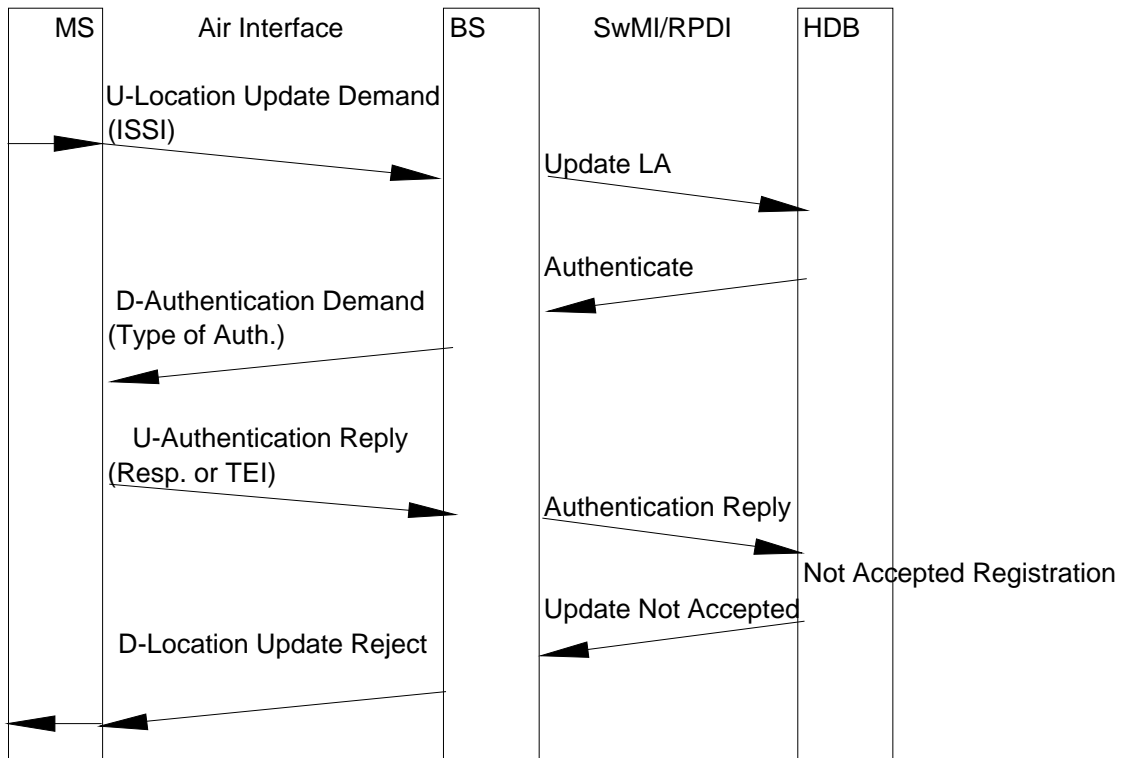 MS
Air Interface
BS
SwMI/RPDI
HDB
U-Location Update Demand
(ISSI)
Update LA
Authenticate
D-Authentication Demand
(Type of Auth.)
U-Authentication Reply
(Resp. or TEI)
Authentication Reply
Not Accepted Registration
Update Not Accepted
D-Location Update Reject